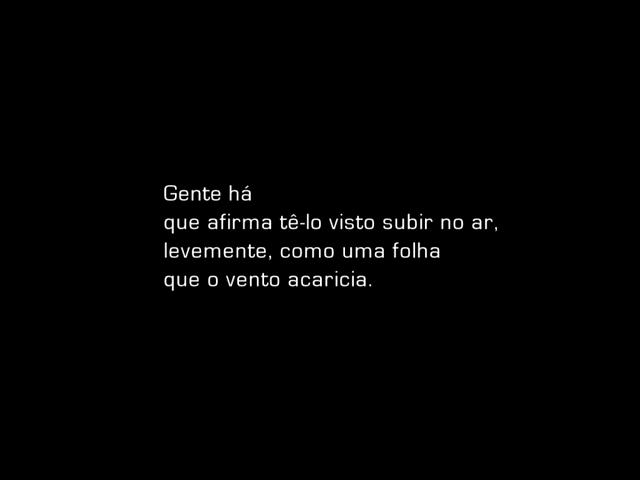 Gente há
que afirma tê-lo visto subir no ar,
levemente, como uma folha
que o vento acaricia.